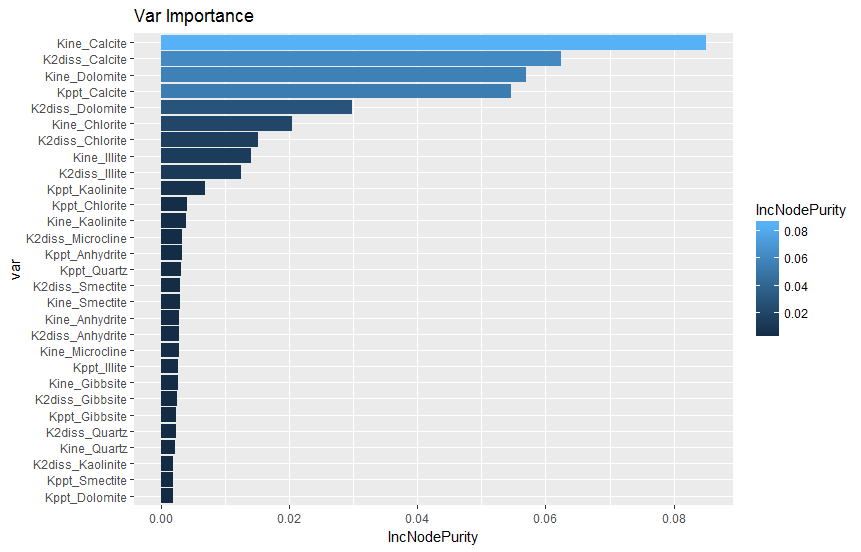 Var Importance
var
Kine_Calcite
K2diss_Calcite
Kine_Dolomite
Kppt_Calcite
K2diss_Dolomite
Kine_Chlorite
K2diss_Chlorite
Kine_Illite
K2diss_Illite
Kppt_Kaolinite
Kppt_Chlorite
Kine_Kaolinite
K2diss_Microcline
Kppt_Anhydrite
Kppt_Quartz
K2diss_Smectite
Kine_Smectite
Kine_Anhydrite
K2diss_Anhydrite
Kine_Microcline
Kppt_Illite
Kine_Gibbsite
K2diss_Gibbsite
Kppt_Gibbsite
K2diss_Quartz
Kine_Quartz
K2diss_Kaolinite
Kppt_Smectite
Kppt_Dolomite
0.00 0.02 0.04 0.06 0.08
IncNodePurity
IncNodePurity
0.08
0.06
0.04
0.02